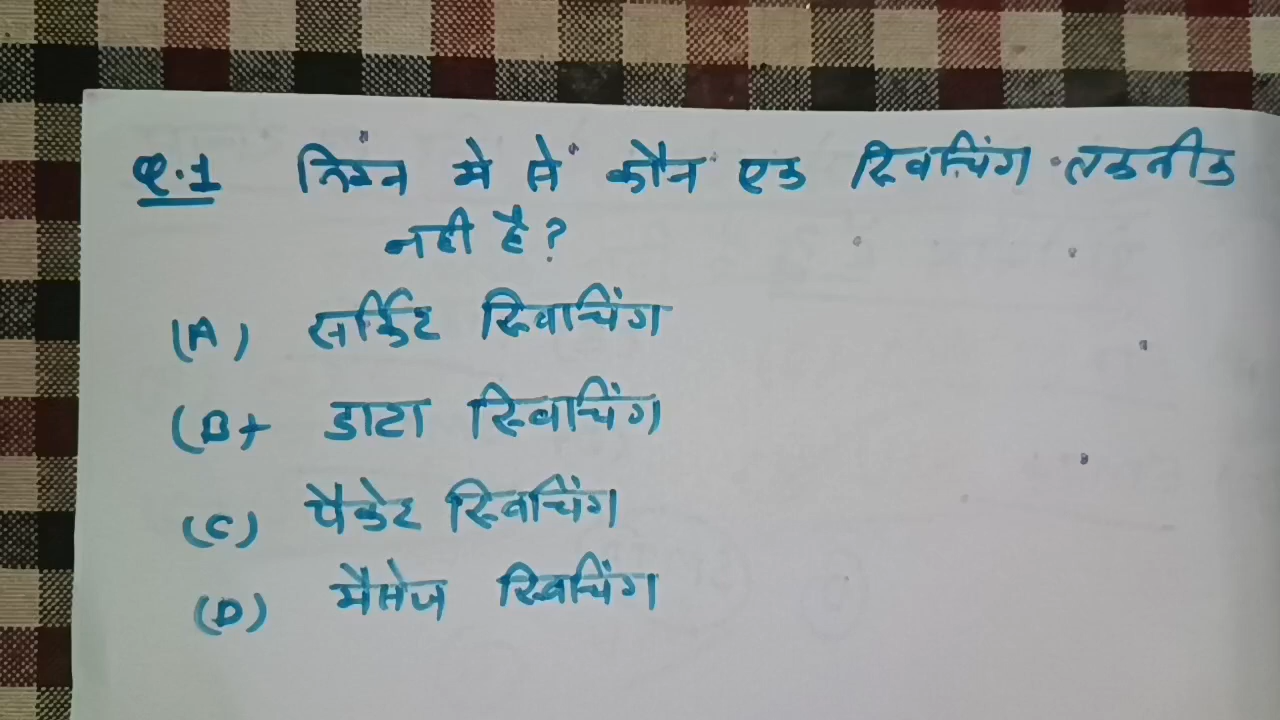 Q.1 निम्न मे से कौन एक स्विचिंग तकनीक
नही है?
(A) सर्किट स्विचिंग
(B) डाटा स्विचिंग
(C) पैकेट स्विचिंग
(D) मैसेज स्विचिंग